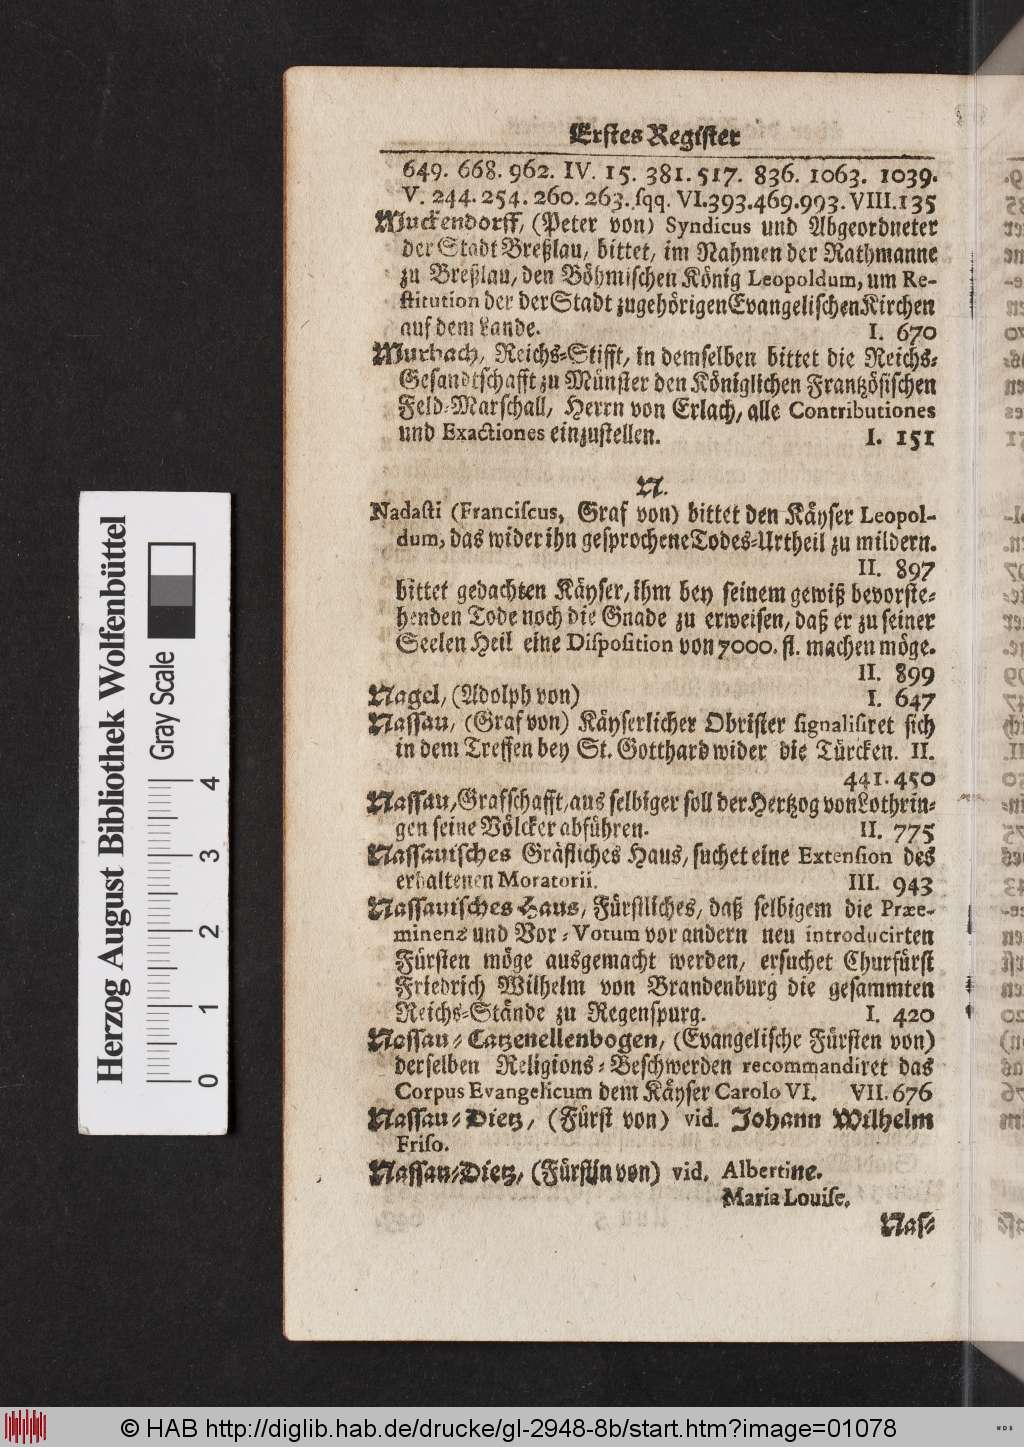 Erstes Register
649. 668. 962. IV. 15. 381. 517. 836. 1063. 1039.
V. 244. 254. 260. 263. ſqq. VI. 393. 469. 993. VIII. 135
Muckendorff, (Peter von) Syndicus und Abgeordneter
der Stadt Breßlau, bittet, im Nahmen der Rathmanne
zu Breßlau, den Böhmiſchen König Leopoldum, um Re-
ſtitution der der Stadt zugehörigen Evangeliſchen Kirchen
auf dem Lande. I. 670
Murbach, Reichs-Stifft, in demſelben bittet die Reichs-
Geſandtſchafft zu Münſter den Königlichen Frantzöſiſchen
Feld-Marſchall, Herrn von Erlach, alle Contributiones
und Exactiones einzuſtellen. I. 151
N.
Nadaſti (Franciſcus, Graf von) bittet den Käyſer Leopol-
dum, das wider ihn geſprochene Todes-Urtheil zu mildern.
II. 897
bittet gedachten Käyſer, ihm bey ſeinem gewiß bevorſte-
henden Tode noch die Gnade zu erweiſen, daß er zu ſeiner
Seelen Heil eine Diſpoſition von 7000. fl. machen möge.
II. 899
Nagel, (Adolph von) I. 647
Naſſau, (Graf von) Käyſerlicher Obriſter ſignaliſiret ſich
in dem Treffen bey St. Gotthard wider die Türcken. II.
441. 450
Naſſau, Grafſchafft, aus ſelbiger ſoll der Hertzog von Lothrin-
gen ſeine Völcker abführen. II. 775
Naſſauiſches Gräfliches Haus, ſuchet eine Extenſion des
erhaltenen Moratorii. III. 943
Naſſauiſches Haus, Fürſtliches, daß ſelbigem die Præe-
minenz und Vor-Votum vor andern neu introducirten
Fürſten möge ausgemacht werden, erſuchet Churfürſt
Friedrich Wilhelm von Brandenburg die geſammten
Reichs-Stände zu Regenſpurg. I. 420
Naſſau-Catzenellenbogen, (Evangeliſche Fürſten von)
derſelben Religions-Beſchwerden recommandiret das
Corpus Evangelicum dem Käyſer Carolo VI. VII. 676
Naſſau-Dietz, (Fürſt von) vid. Johann Wilhelm
Friſo.
Naſſau-Dietz, (Fürſtin von) vid. Albertine.
Maria Louiſe.
Naſ-
Herzog August Bibliothek Wolfenbüttel
Gray Scale
0 1 2 3 4
© HAB http://diglib.hab.de/drucke/gl-2948-8b/start.htm?image=01078